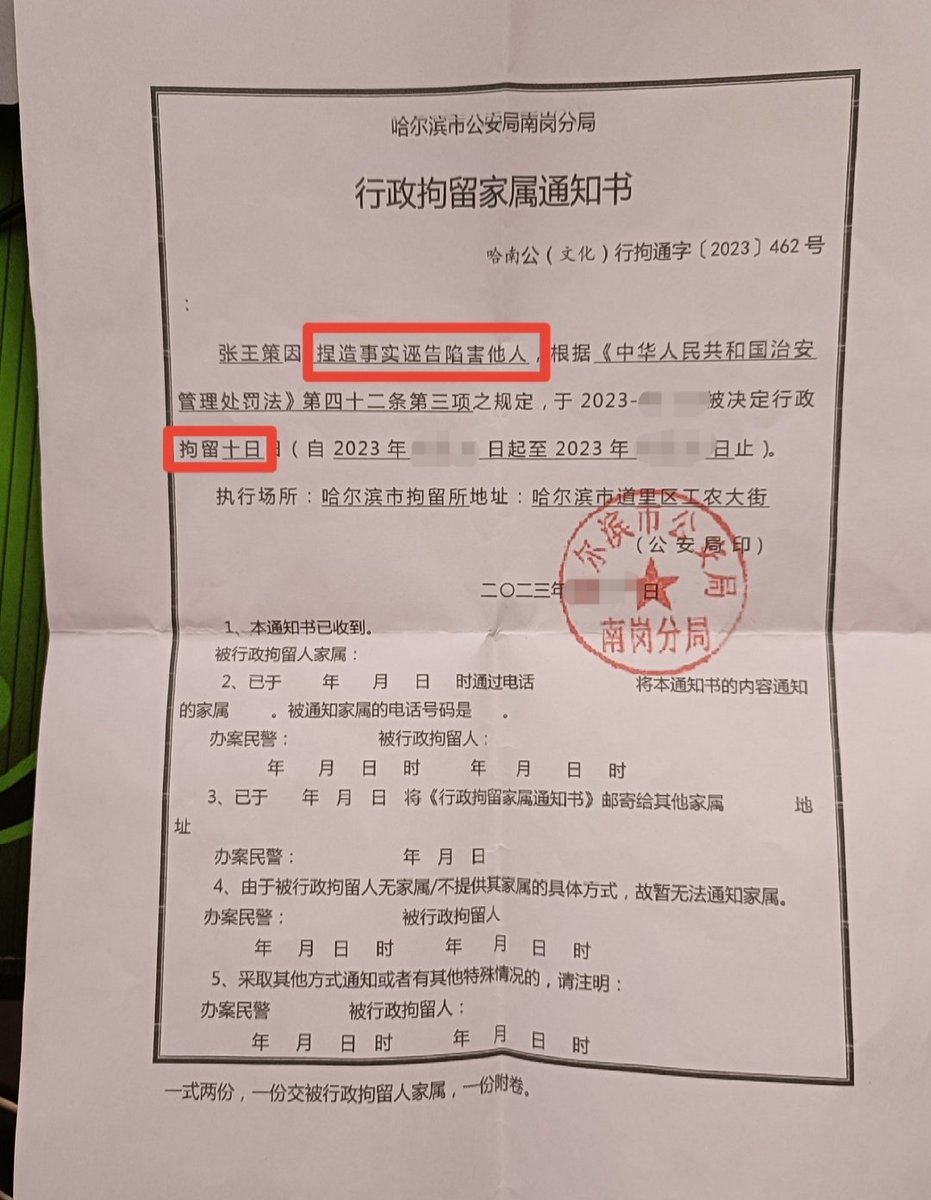 哈尔滨市公安局南岗分局
行政拘留家属通知书
哈南公（文化）行拘通字〔2023〕462号
：
张王策因 捏造事实诬告陷害他人，根据《中华人民共和国治安
管理处罚法》第四十二条第三项之规定，于 2023- 被决定行政
拘留十日（自 2023 年 日起至 2023 年 日止）。
执行场所：哈尔滨市拘留所地址：哈尔滨市道里区工农大街
（公安局印）
二〇二三年 日
尔滨市公安局
南岗分局
1、本通知书已收到。
被行政拘留人家属：
2、已于 年 月 日 时通过电话 将本通知书的内容通知
的家属 。被通知家属的电话号码是 。
办案民警： 被行政拘留人：
年 月 日 时 年 月 日 时
3、已于 年 月 日 将《行政拘留家属通知书》邮寄给其他家属 地
址
办案民警： 年 月 日
4、由于被行政拘留人无家属/不提供其家属的具体方式，故暂无法通知家属。
办案民警： 被行政拘留人
年 月 日 时 年 月 日 时
5、采取其他方式通知或者有其他特殊情况的，请注明：
办案民警 被行政拘留人：
年 月 日 时 年 月 日 时
一式两份，一份交被行政拘留人家属，一份附卷。